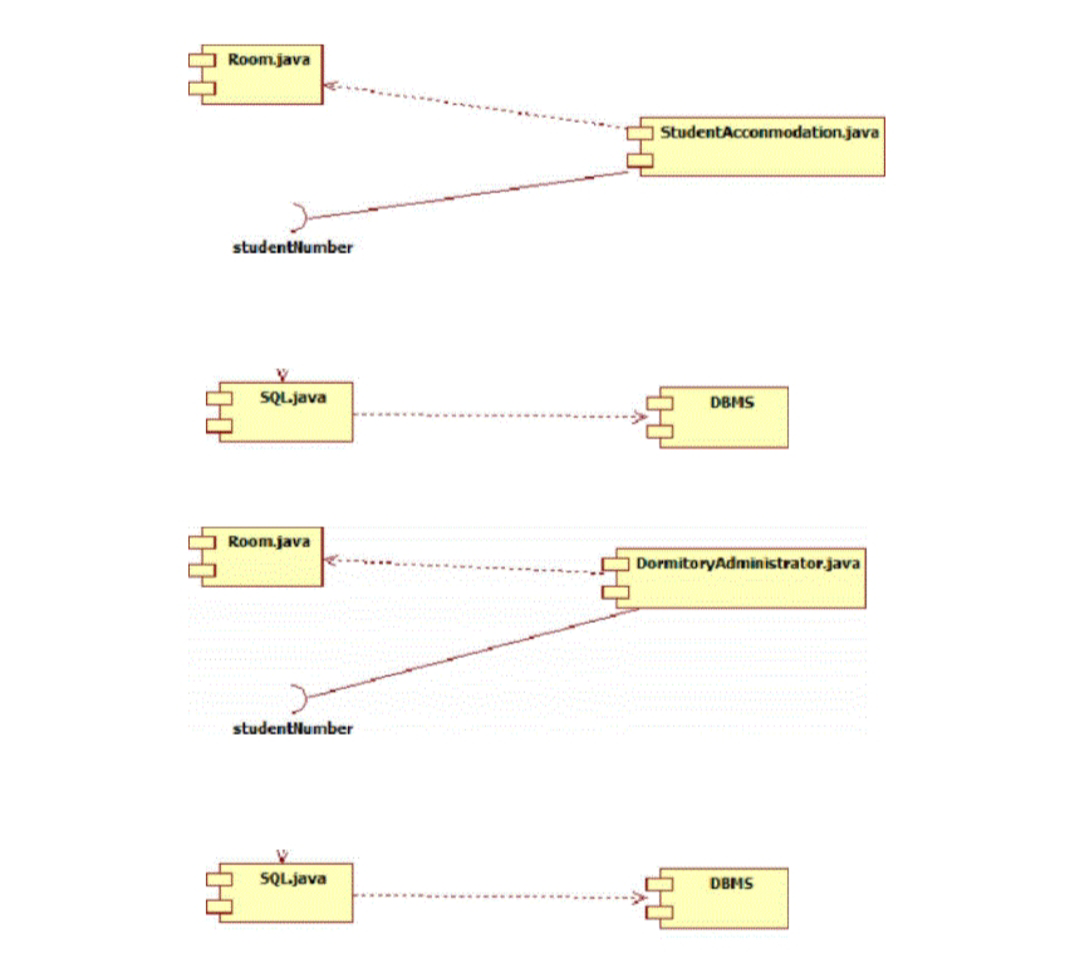 Room.java
StudentAcconmodation.java
studentNumber
SQL.java
DBMS
Room.java
DormitoryAdministrator.java
studentNumber
SQL.java
DBMS